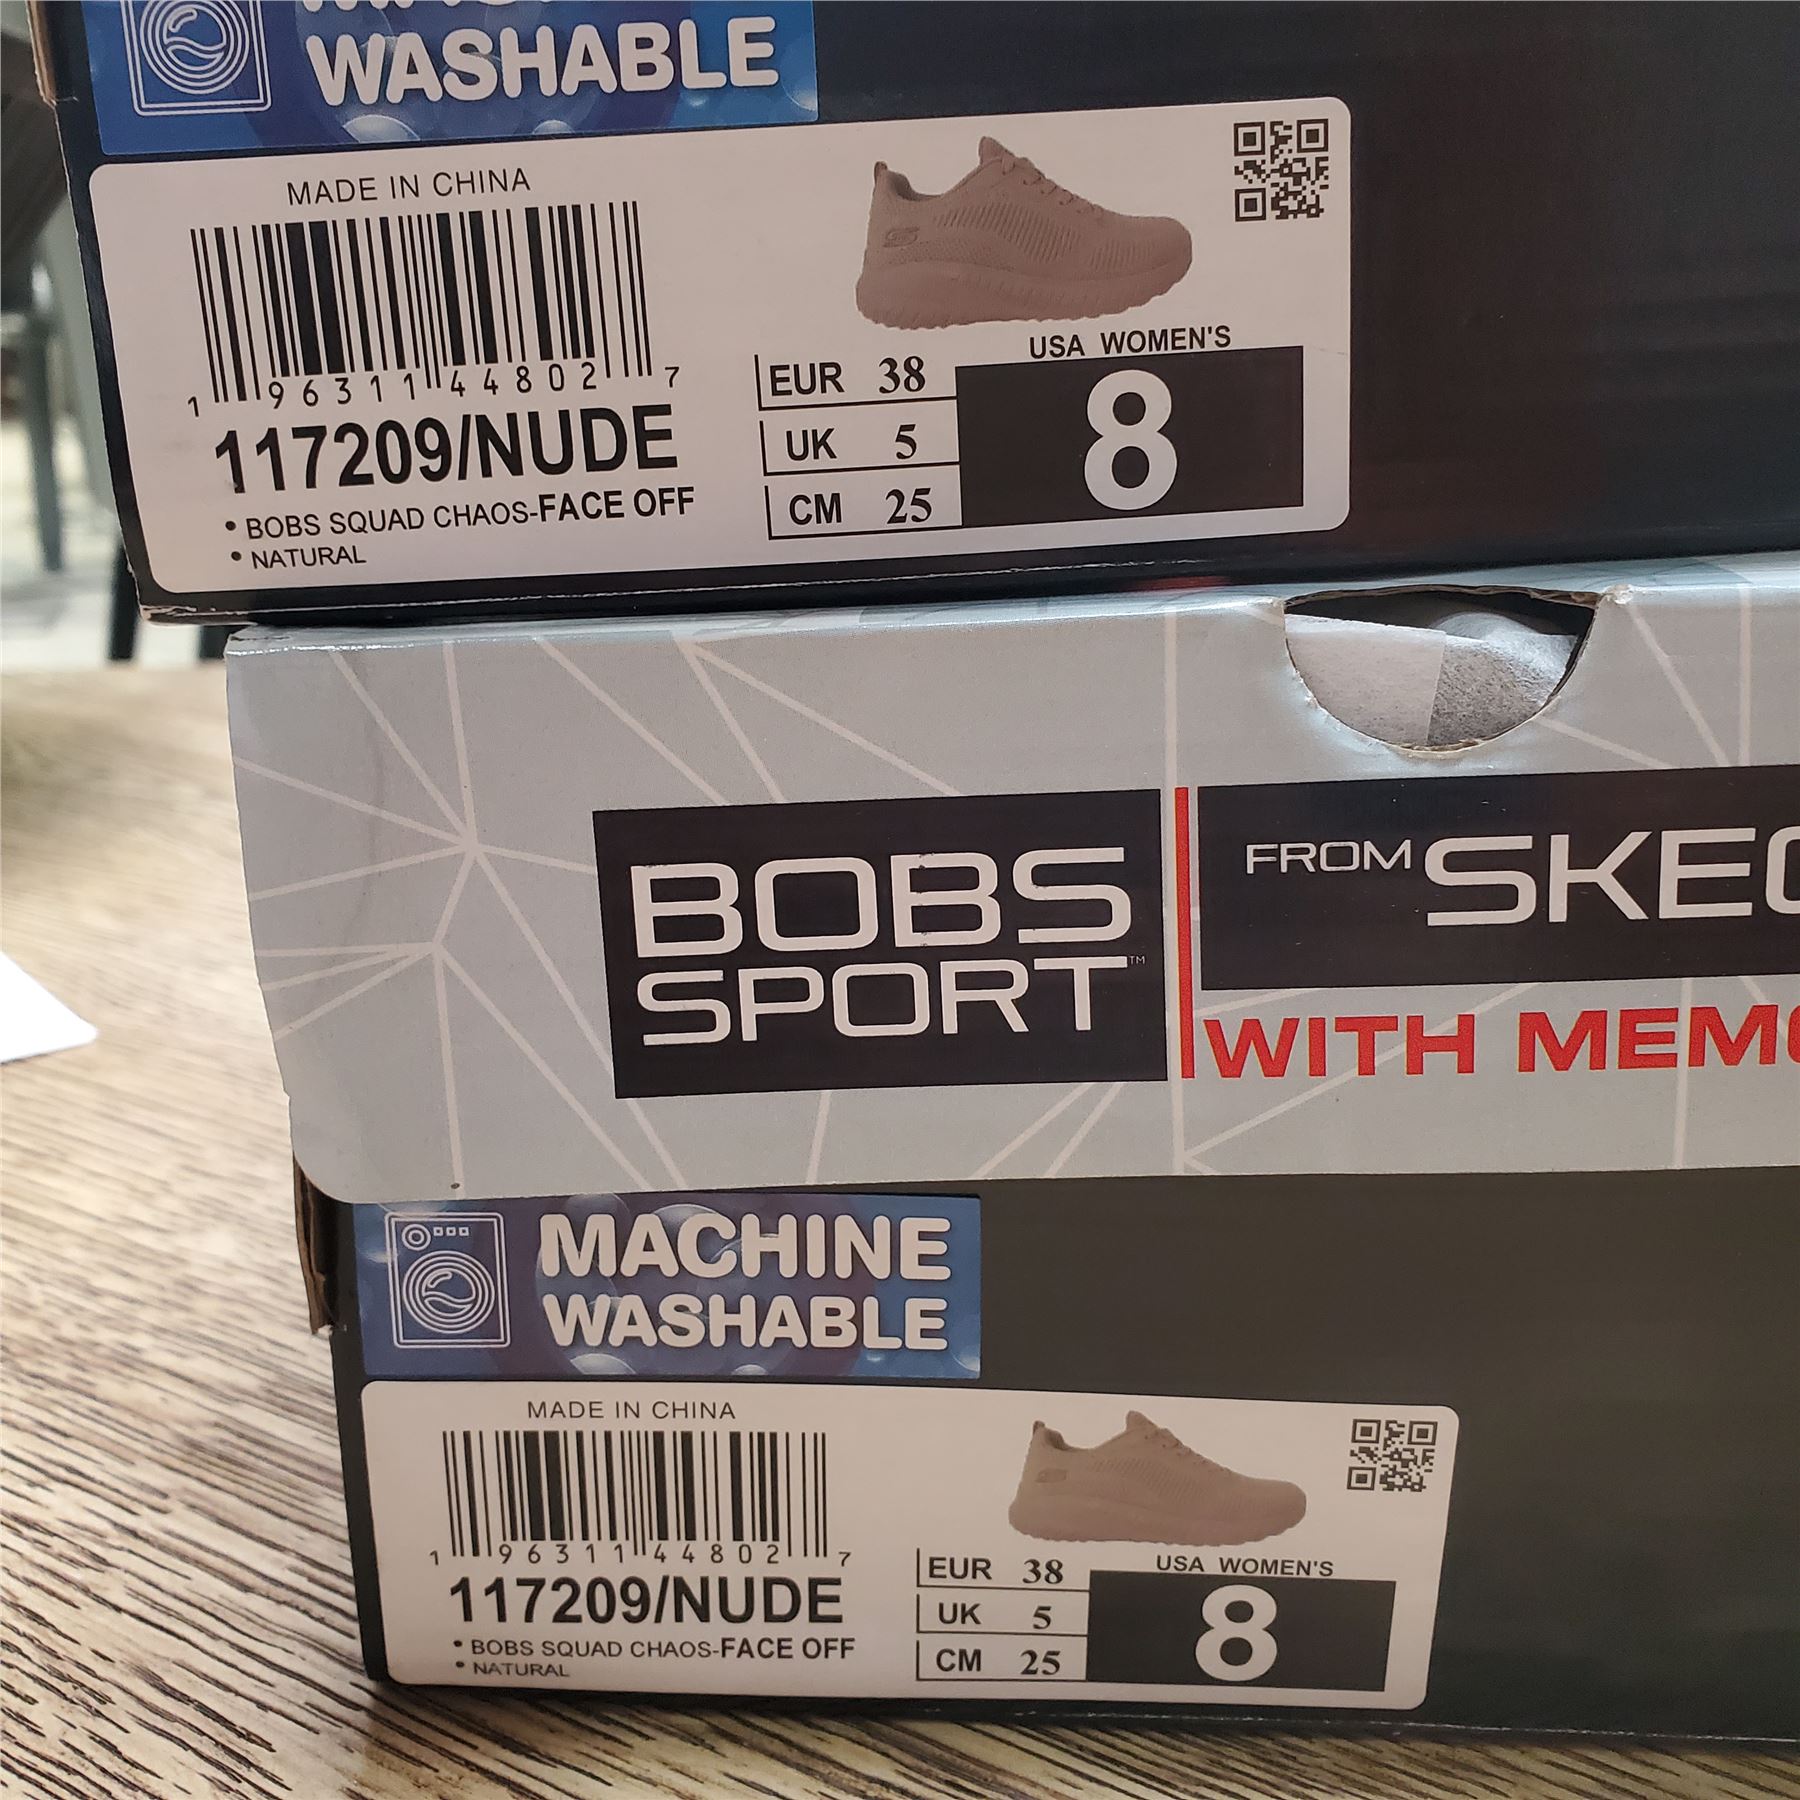 WASHABLE
MADE IN CHINA
1 96311 44802 7
117209/NUDE
• BOBS SQUAD CHAOS-FACE OFF
• NATURAL
USA WOMEN'S
EUR 38
UK 5
CM 25
8
BOBS
SPORT™
FROM SKEC
WITH MEMO
MACHINE
WASHABLE
MADE IN CHINA
1 96311 44802 7
117209/NUDE
• BOBS SQUAD CHAOS-FACE OFF
• NATURAL
USA WOMEN'S
EUR 38
UK 5
CM 25
8